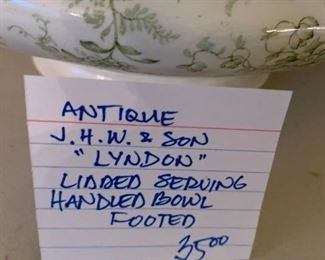 ANTIQUE
J.H.W. & SON
"LYNDON"
LIDDED SERVING
HANDLED BOWL
FOOTED
3500